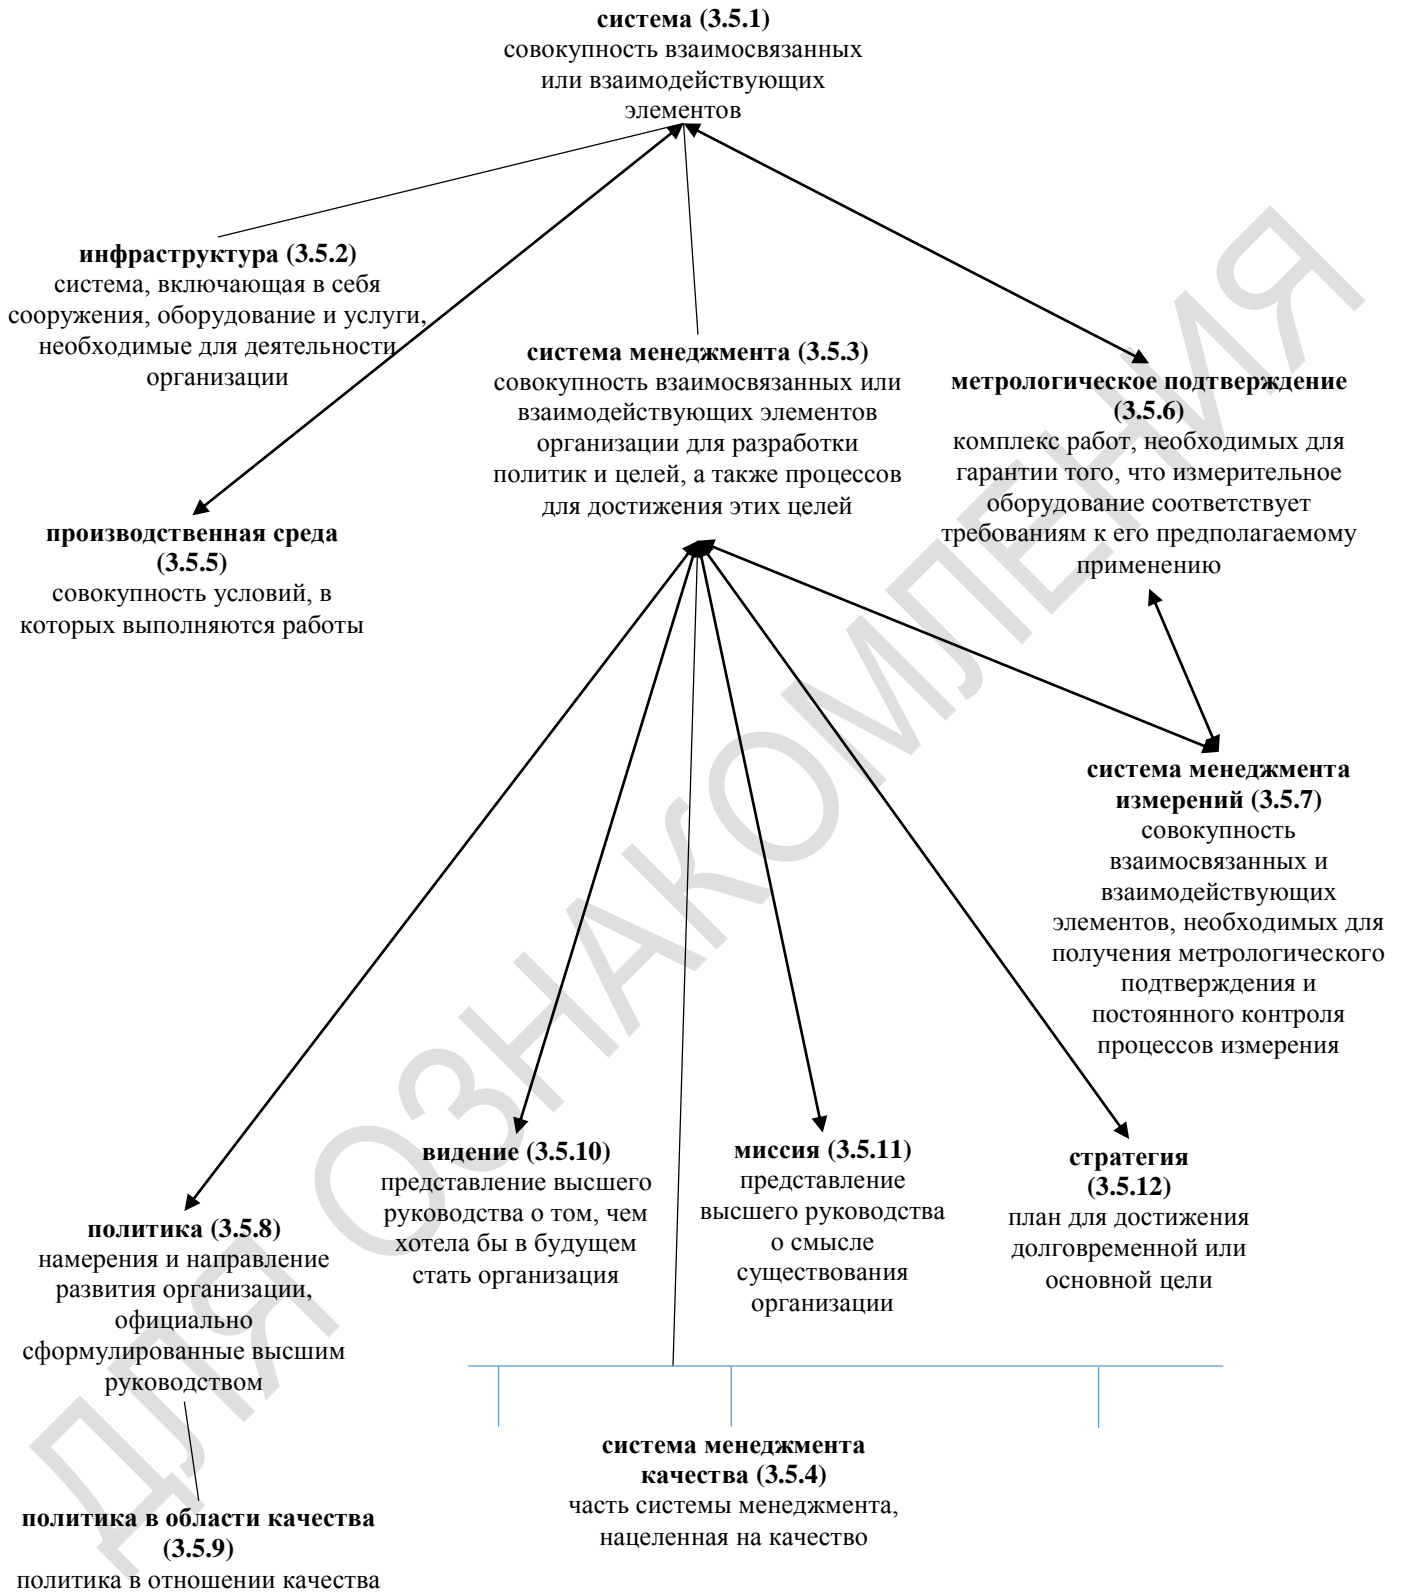 система (3.5.1)
совокупность взаимосвязанных
или взаимодействующих
элементов
инфраструктура (3.5.2)
система, включающая в себя
сооружения, оборудование и услуги,
необходимые для деятельности
организации
система менеджмента (3.5.3)
совокупность взаимосвязанных или
взаимодействующих элементов
организации для разработки
политик и целей, а также процессов
для достижения этих целей
метрологическое подтверждение
(3.5.6)
комплекс работ, необходимых для
гарантии того, что измерительное
оборудование соответствует
требованиям к его предполагаемому
применению
производственная среда
(3.5.5)
совокупность условий, в
которых выполняются работы
система менеджмента
измерений (3.5.7)
совокупность
взаимосвязанных и
взаимодействующих
элементов, необходимых для
получения метрологического
подтверждения и
постоянного контроля
процессов измерения
политика (3.5.8)
намерения и направление
развития организации,
официально
сформулированные высшим
руководством
видение (3.5.10)
представление высшего
руководства о том, чем
хотела бы в будущем
стать организация
миссия (3.5.11)
представление
высшего руководства
о смысле
существования
организации
стратегия
(3.5.12)
план для достижения
долговременной или
основной цели
система менеджмента
качества (3.5.4)
часть системы менеджмента,
нацеленная на качество
политика в области качества
(3.5.9)
политика в отношении качества
ДЛЯ ОЗНАКОМЛЕНИЯ